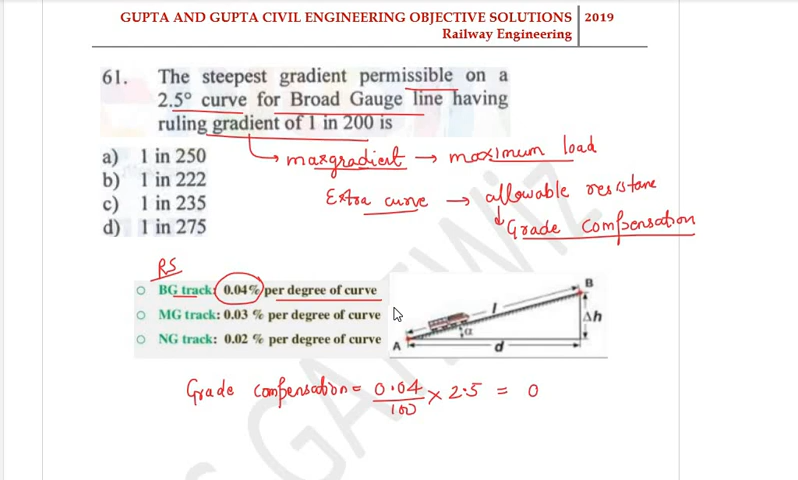 GUPTA AND GUPTA CIVIL ENGINEERING OBJECTIVE SOLUTIONS 2019
Railway Engineering
61. The steepest gradient permissible on a
2.5° curve for Broad Gauge line having
ruling gradient of 1 in 200 is
a) 1 in 250
b) 1 in 222
c) 1 in 235
d) 1 in 275
maxgradient → maximum load
Extra curve → allowable resistane
Grade compensation
RS
BG track: 0.04% per degree of curve
MG track: 0.03 % per degree of curve
NG track: 0.02 % per degree of curve
B
l
Δh
α
A
d
Grade compensation = 0.04/100 × 2.5 = 0